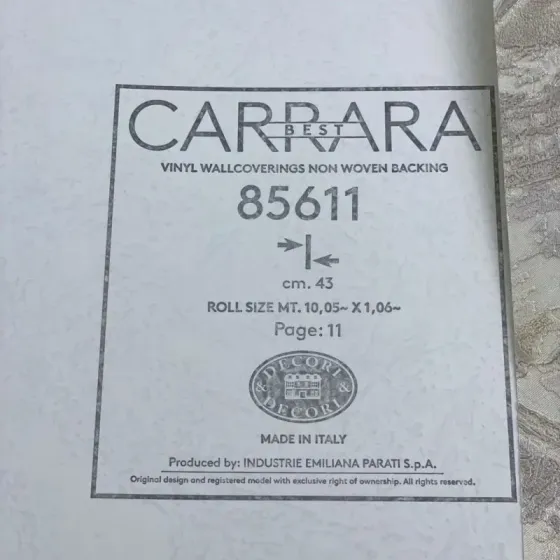 CARRARA
BEST
VINYL WALLCOVERINGS NON WOVEN BACKING
85611
cm. 43
ROLL SIZE MT. 10,05~ X 1,06~
Page: 11
DECORI
& &
DECORI
MADE IN ITALY
Produced by: INDUSTRIE EMILIANA PARATI S.p.A.
Original design and registered model with exclusive right of ownership. All rights reserved.